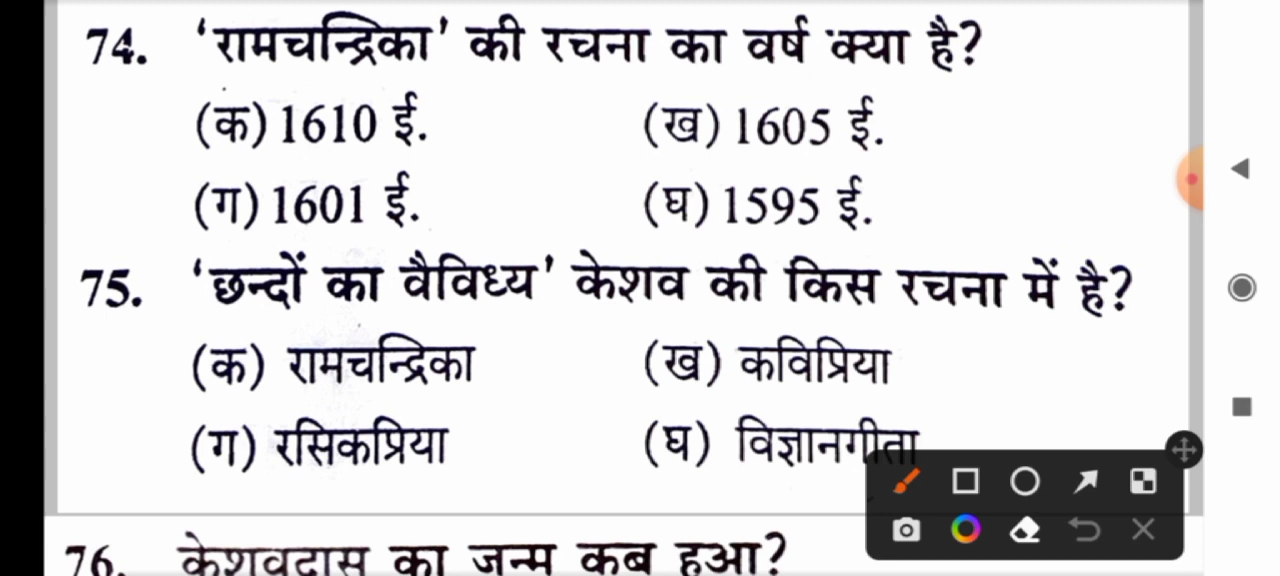 74. 'रामचन्द्रिका' की रचना का वर्ष क्या है?
(क) 1610 ई. (ख) 1605 ई.
(ग) 1601 ई. (घ) 1595 ई.
75. 'छन्दों का वैविध्य' केशव की किस रचना में है?
(क) रामचन्द्रिका (ख) कविप्रिया
(ग) रसिकप्रिया (घ) विज्ञानगीता
76. केशवदास का जन्म कब हुआ?